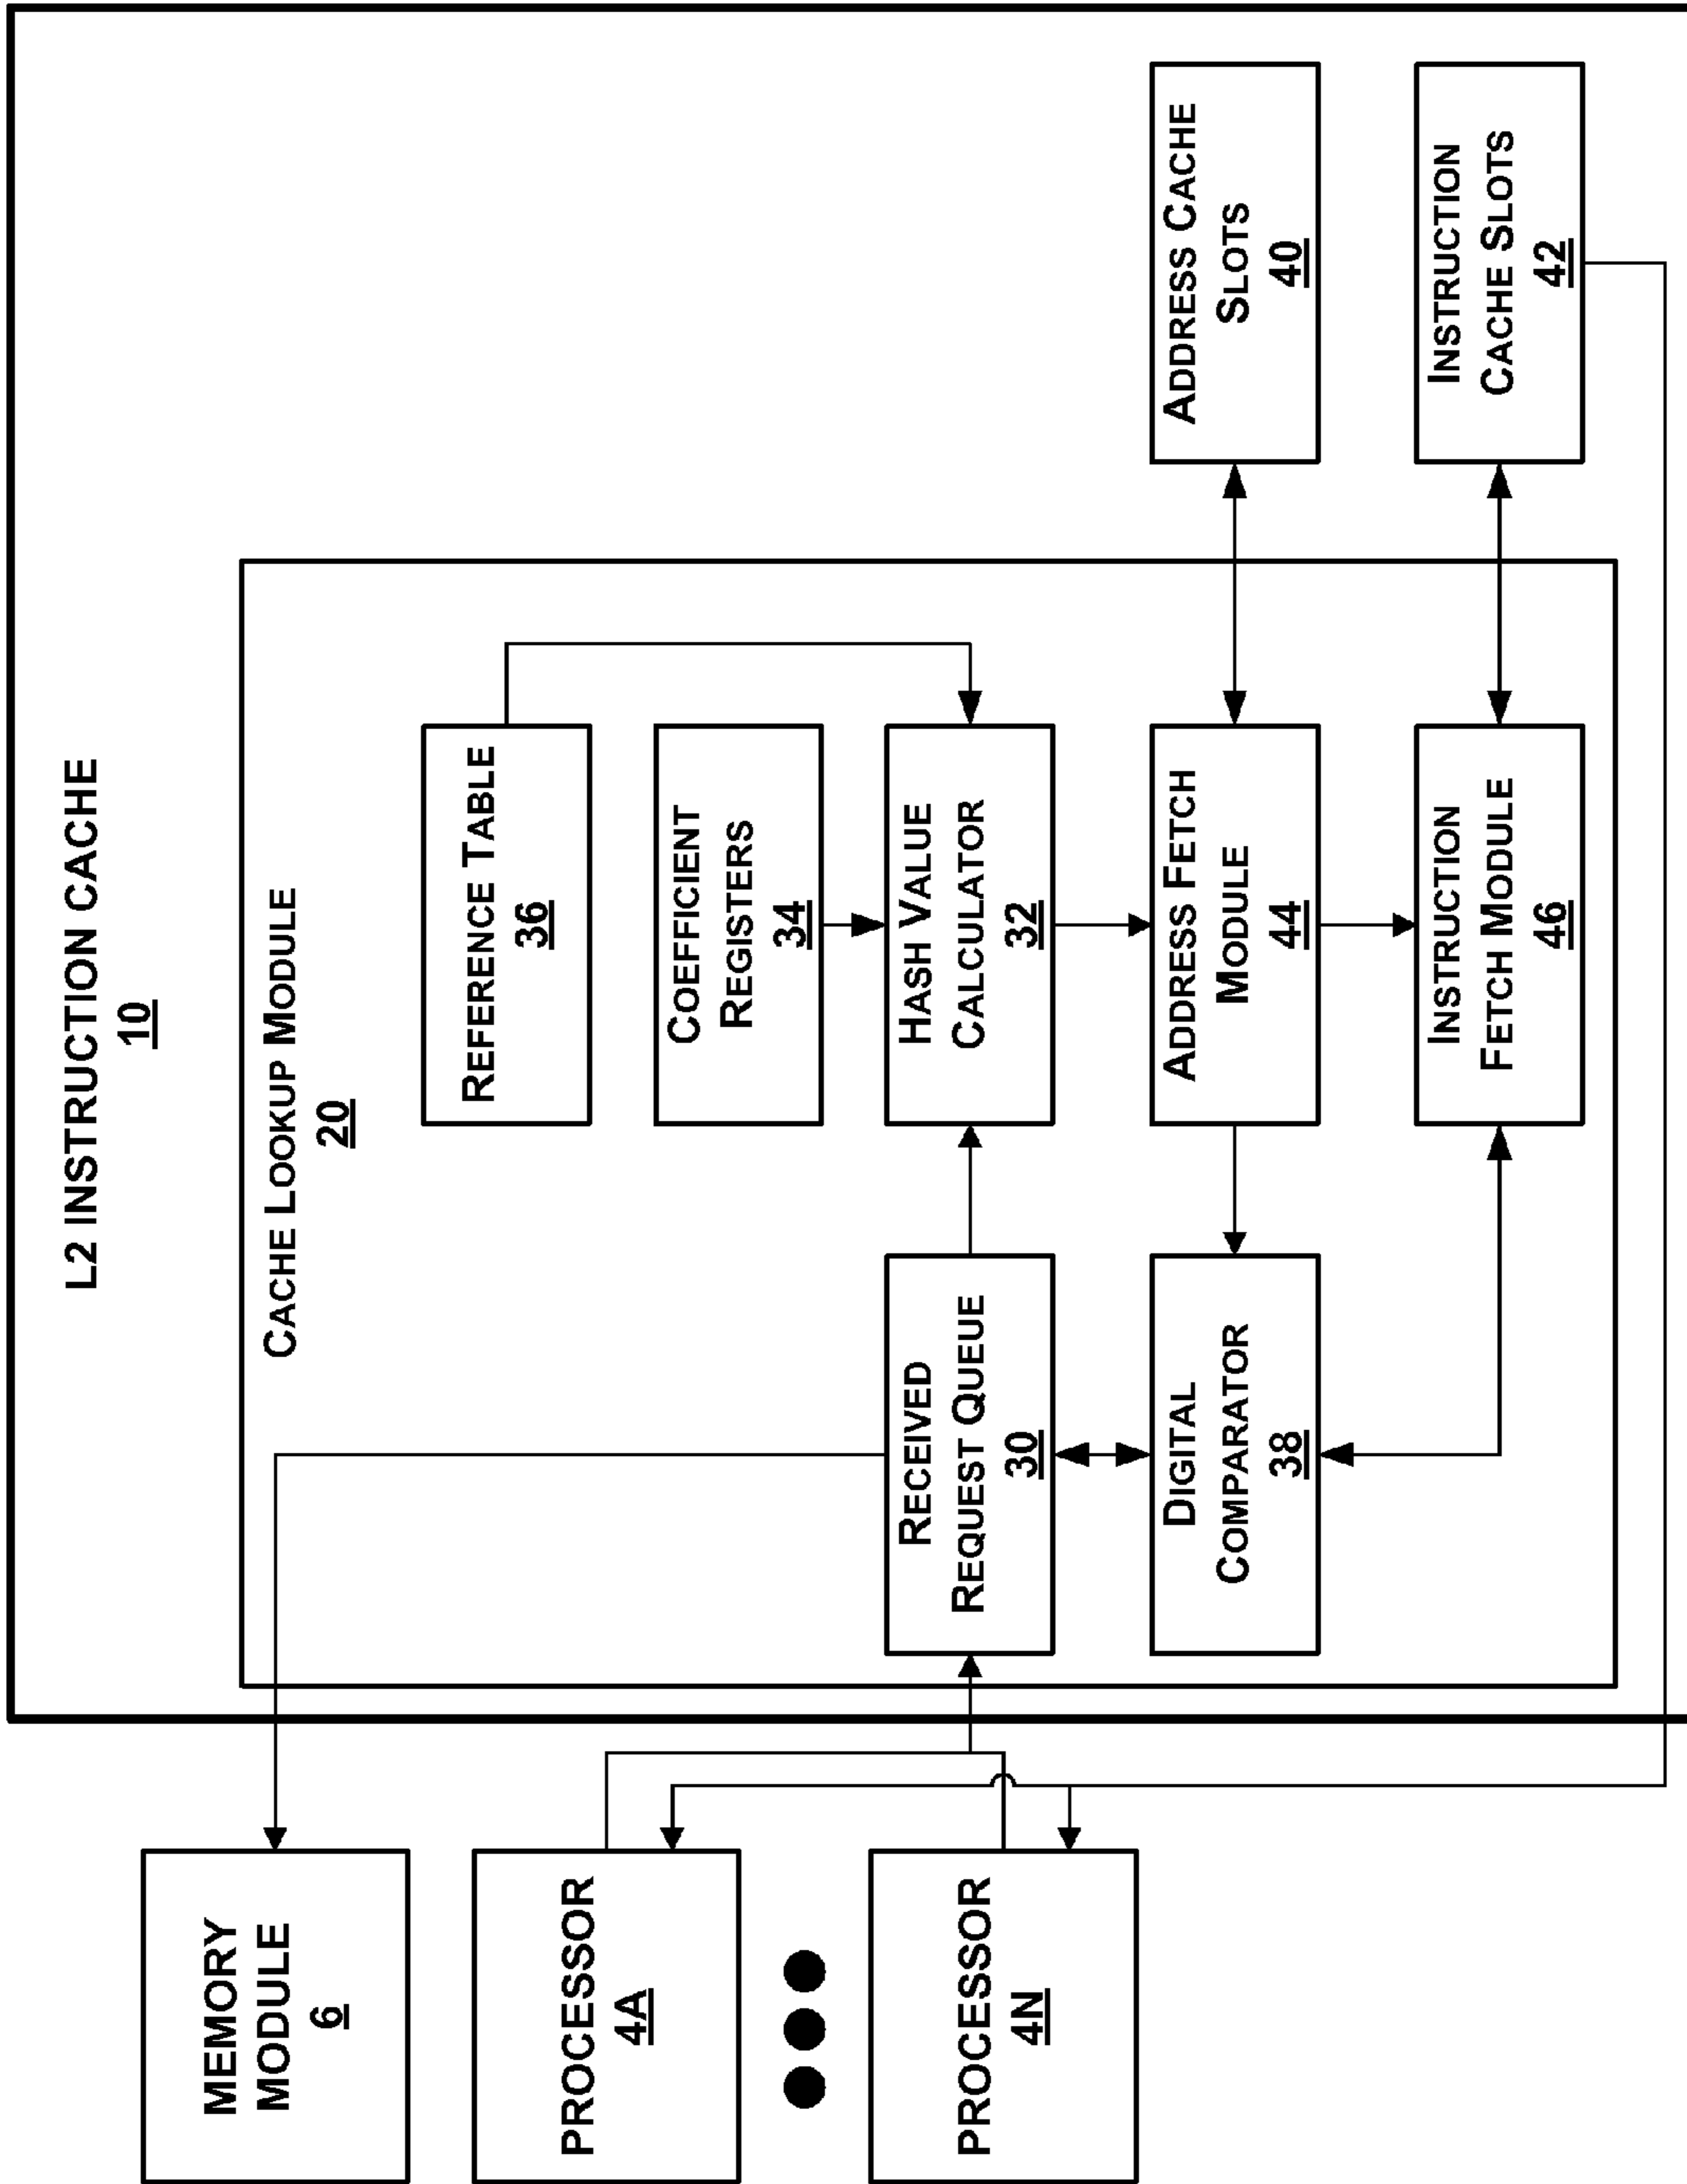 L2 INSTRUCTION CACHE
10
CACHE LOOKUP MODULE
20
MEMORY
MODULE
6
PROCESSOR
4A
PROCESSOR
4N
REFERENCE TABLE
36
COEFFICIENT
REGISTERS
34
RECEIVED
REQUEST QUEUE
30
HASH VALUE
CALCULATOR
32
DIGITAL
COMPARATOR
38
ADDRESS FETCH
MODULE
44
ADDRESS CACHE
SLOTS
40
INSTRUCTION
FETCH MODULE
46
INSTRUCTION
CACHE SLOTS
42